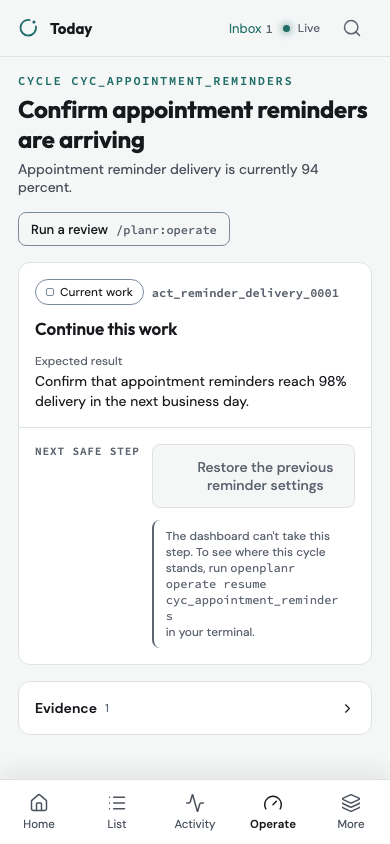 Today
Inbox 1
Live
CYCLE CYC_APPOINTMENT_REMINDERS
Confirm appointment reminders
are arriving
Appointment reminder delivery is currently 94
percent.
Run a review /planr:operate
Current work act_reminder_delivery_0001
Continue this work
Expected result
Confirm that appointment reminders reach 98%
delivery in the next business day.
NEXT SAFE STEP
Restore the previous
reminder settings
The dashboard can't take this
step. To see where this cycle
stands, run openplanr
operate resume
cyc_appointment_reminder
s
in your terminal.
Evidence 1
Home
List
Activity
Operate
More